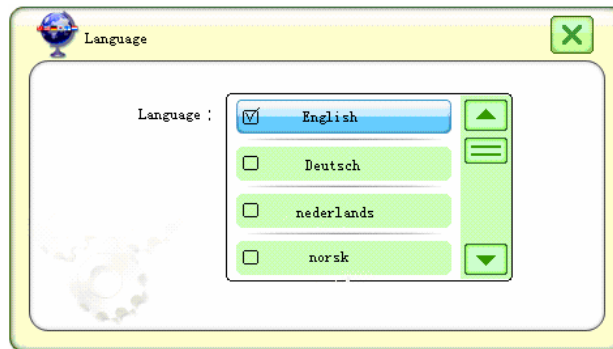 Language
Language :
English
Deutsch
nederlands
norsk